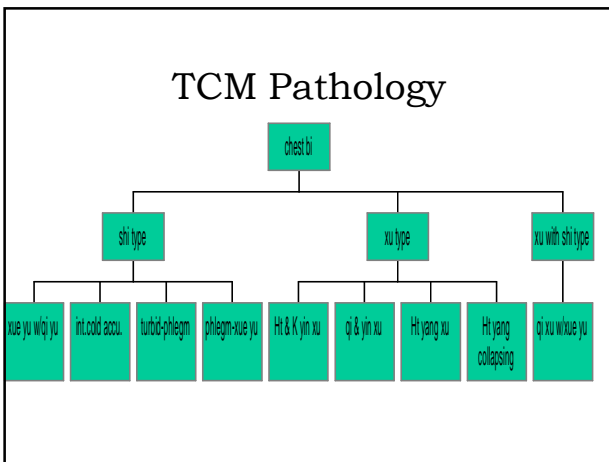 TCM Pathology
chest bi
shi type
xu type
xu with shi type
xue yu w/qi yu
int.cold accu.
turbid-phlegm
phlegm-xue yu
Ht & K yin xu
qi & yin xu
Ht yang xu
Ht yang
collapsing
qi xu w/xue yu